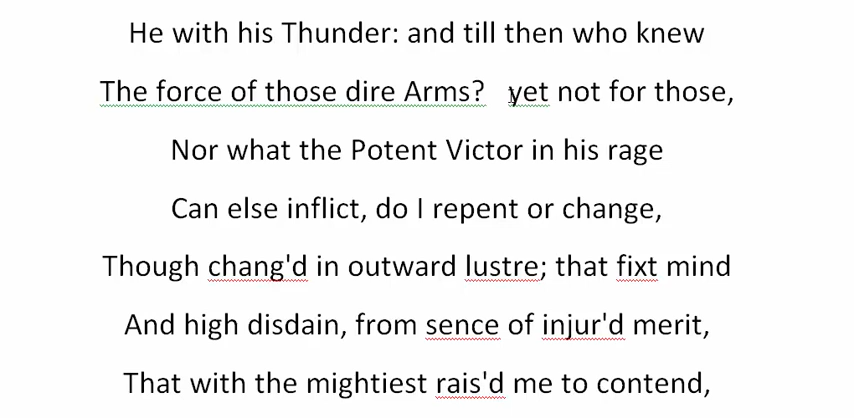 He with his Thunder: and till then who knew
The force of those dire Arms? yet not for those,
Nor what the Potent Victor in his rage
Can else inflict, do I repent or change,
Though chang'd in outward lustre; that fixt mind
And high disdain, from sence of injur'd merit,
That with the mightiest rais'd me to contend,